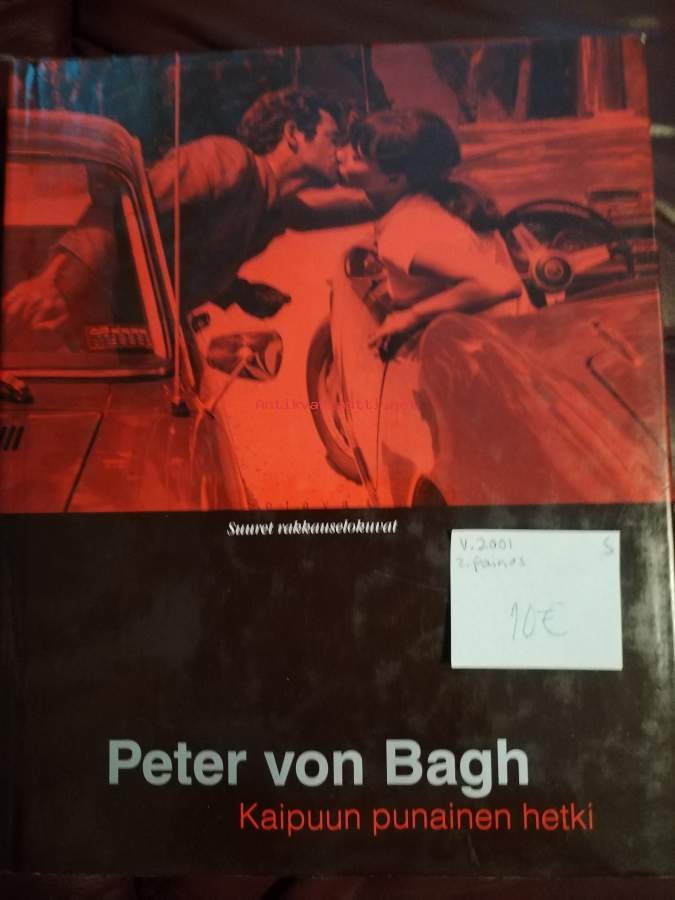 Suuret rakkauselokuvat
v.2001 S
2.painos
10€
Peter von Bagh
Kaipuun punainen hetki